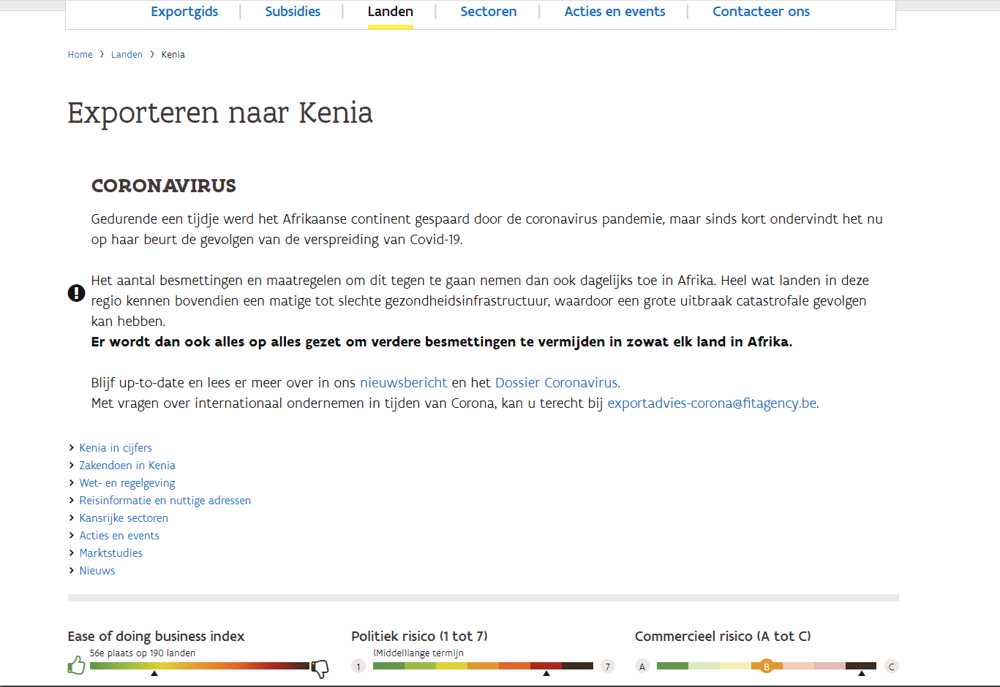 Exportgids | Subsidies | Landen | Sectoren | Acties en events | Contacteer ons
Home > Landen > Kenia
Exporteren naar Kenia
CORONAVIRUS
Gedurende een tijdje werd het Afrikaanse continent gespaard door de coronavirus pandemie, maar sinds kort ondervindt het nu
op haar beurt de gevolgen van de verspreiding van Covid-19.
Het aantal besmettingen en maatregelen om dit tegen te gaan nemen dan ook dagelijks toe in Afrika. Heel wat landen in deze
regio kennen bovendien een matige tot slechte gezondheidsinfrastructuur, waardoor een grote uitbraak catastrofale gevolgen
kan hebben.
Er wordt dan ook alles op alles gezet om verdere besmettingen te vermijden in zowat elk land in Afrika.
Blijf up-to-date en lees er meer over in ons nieuwsbericht en het Dossier Coronavirus.
Met vragen over internationaal ondernemen in tijden van Corona, kan u terecht bij exportadvies-corona@fitagency.be.
> Kenia in cijfers
> Zakendoen in Kenia
> Wet- en regelgeving
> Reisinformatie en nuttige adressen
> Kansrijke sectoren
> Acties en events
> Marktstudies
> Nieuws
Ease of doing business index
56e plaats op 190 landen
Politiek risico (1 tot 7)
(Middel)lange termijn
1 7
Commercieel risico (A tot C)
A B C